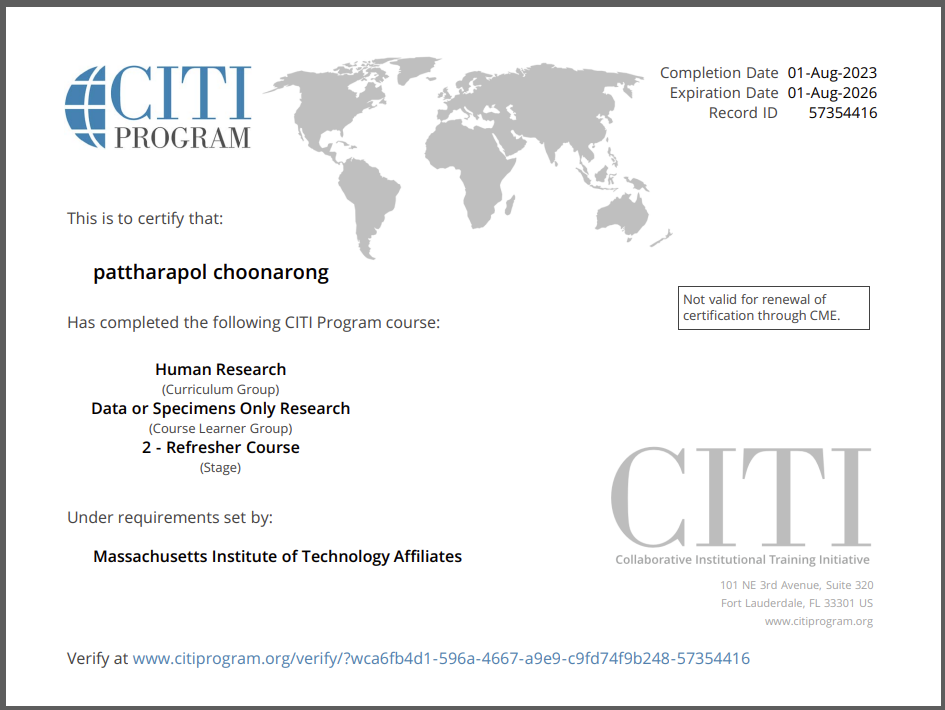 CITI
PROGRAM
Completion Date 01-Aug-2023
Expiration Date 01-Aug-2026
Record ID 57354416
This is to certify that:
pattharapol choonarong
Not valid for renewal of
certification through CME.
Has completed the following CITI Program course:
Human Research
(Curriculum Group)
Data or Specimens Only Research
(Course Learner Group)
2 - Refresher Course
(Stage)
Under requirements set by:
Massachusetts Institute of Technology Affiliates
CITI
Collaborative Institutional Training Initiative
101 NE 3rd Avenue, Suite 320
Fort Lauderdale, FL 33301 US
www.citiprogram.org
Verify at www.citiprogram.org/verify/?wca6fb4d1-596a-4667-a9e9-c9fd74f9b248-57354416